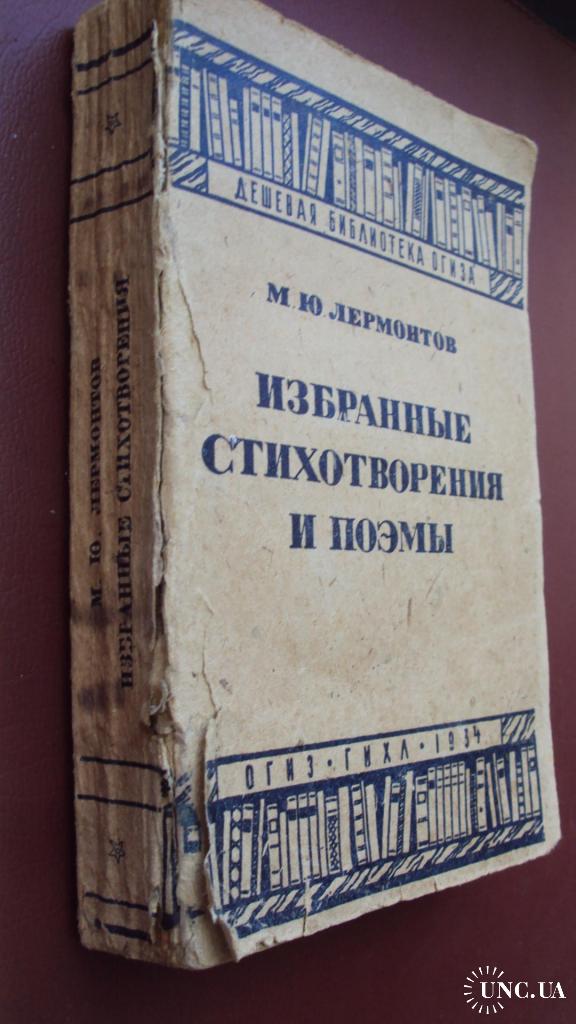 ДЕШЕВАЯ БИБЛИОТЕКА ОГИЗА
М. Ю. ЛЕРМОНТОВ
ИЗБРАННЫЕ
СТИХОТВОРЕНИЯ
И ПОЭМЫ
ОГИЗ • ГИХЛ • 1934
М. Ю. ЛЕРМОНТОВ
ИЗБРАННЫЕ СТИХОТВОРЕНИЯ
UNC.UA